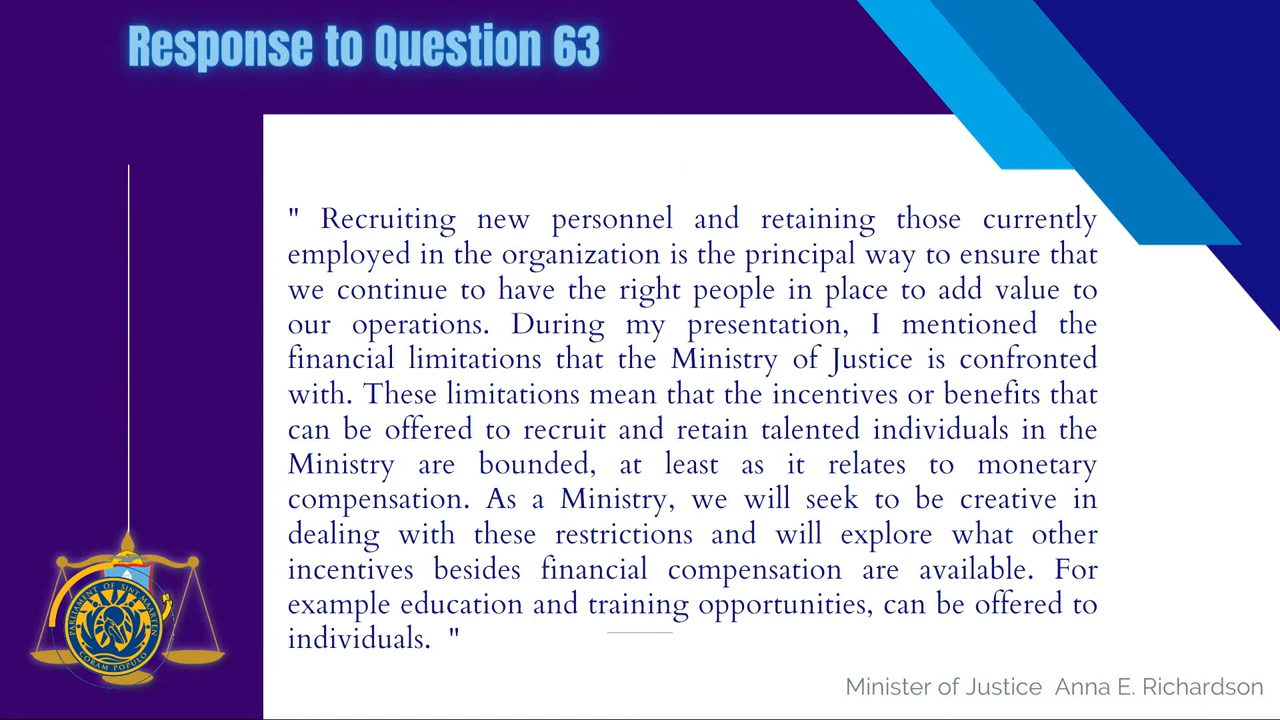 Response to Question 63
" Recruiting new personnel and retaining those currently
employed in the organization is the principal way to ensure that
we continue to have the right people in place to add value to
our operations. During my presentation, I mentioned the
financial limitations that the Ministry of Justice is confronted
with. These limitations mean that the incentives or benefits that
can be offered to recruit and retain talented individuals in the
Ministry are bounded, at least as it relates to monetary
compensation. As a Ministry, we will seek to be creative in
dealing with these restrictions and will explore what other
incentives besides financial compensation are available. For
example education and training opportunities, can be offered to
individuals. "
PARLIAMENT OF SINT MAARTEN
CORAM POPULO
Minister of Justice Anna E. Richardson